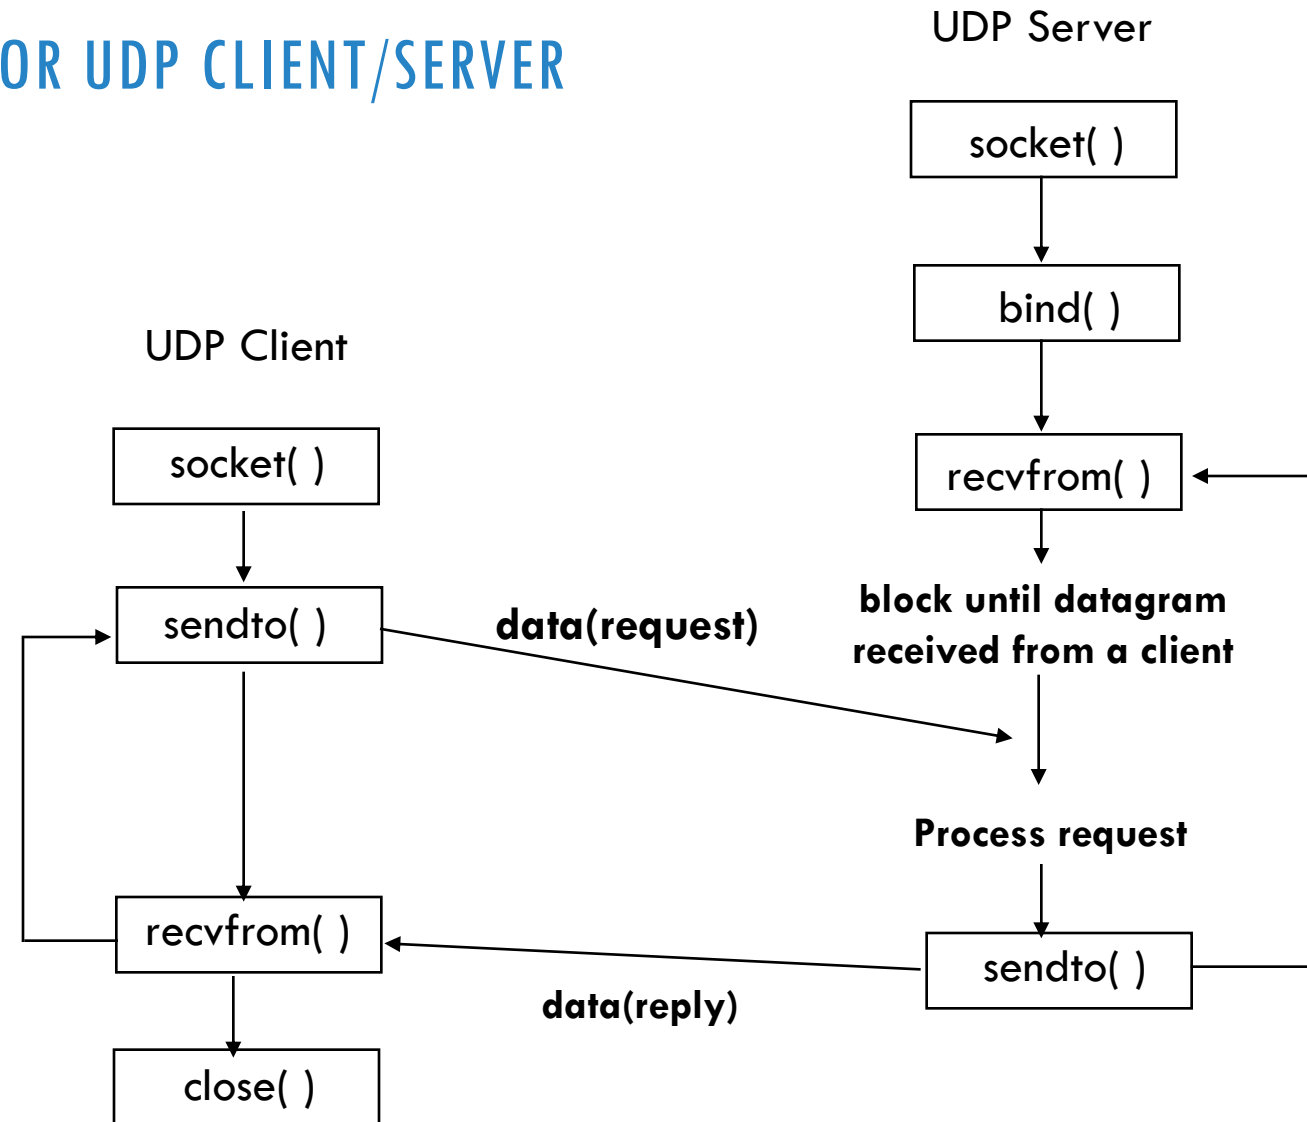 OR UDP CLIENT/SERVER
UDP Server
socket( )
bind( )
recvfrom( )
block until datagram
received from a client
Process request
sendto( )
UDP Client
socket( )
sendto( )
data(request)
recvfrom( )
data(reply)
close( )